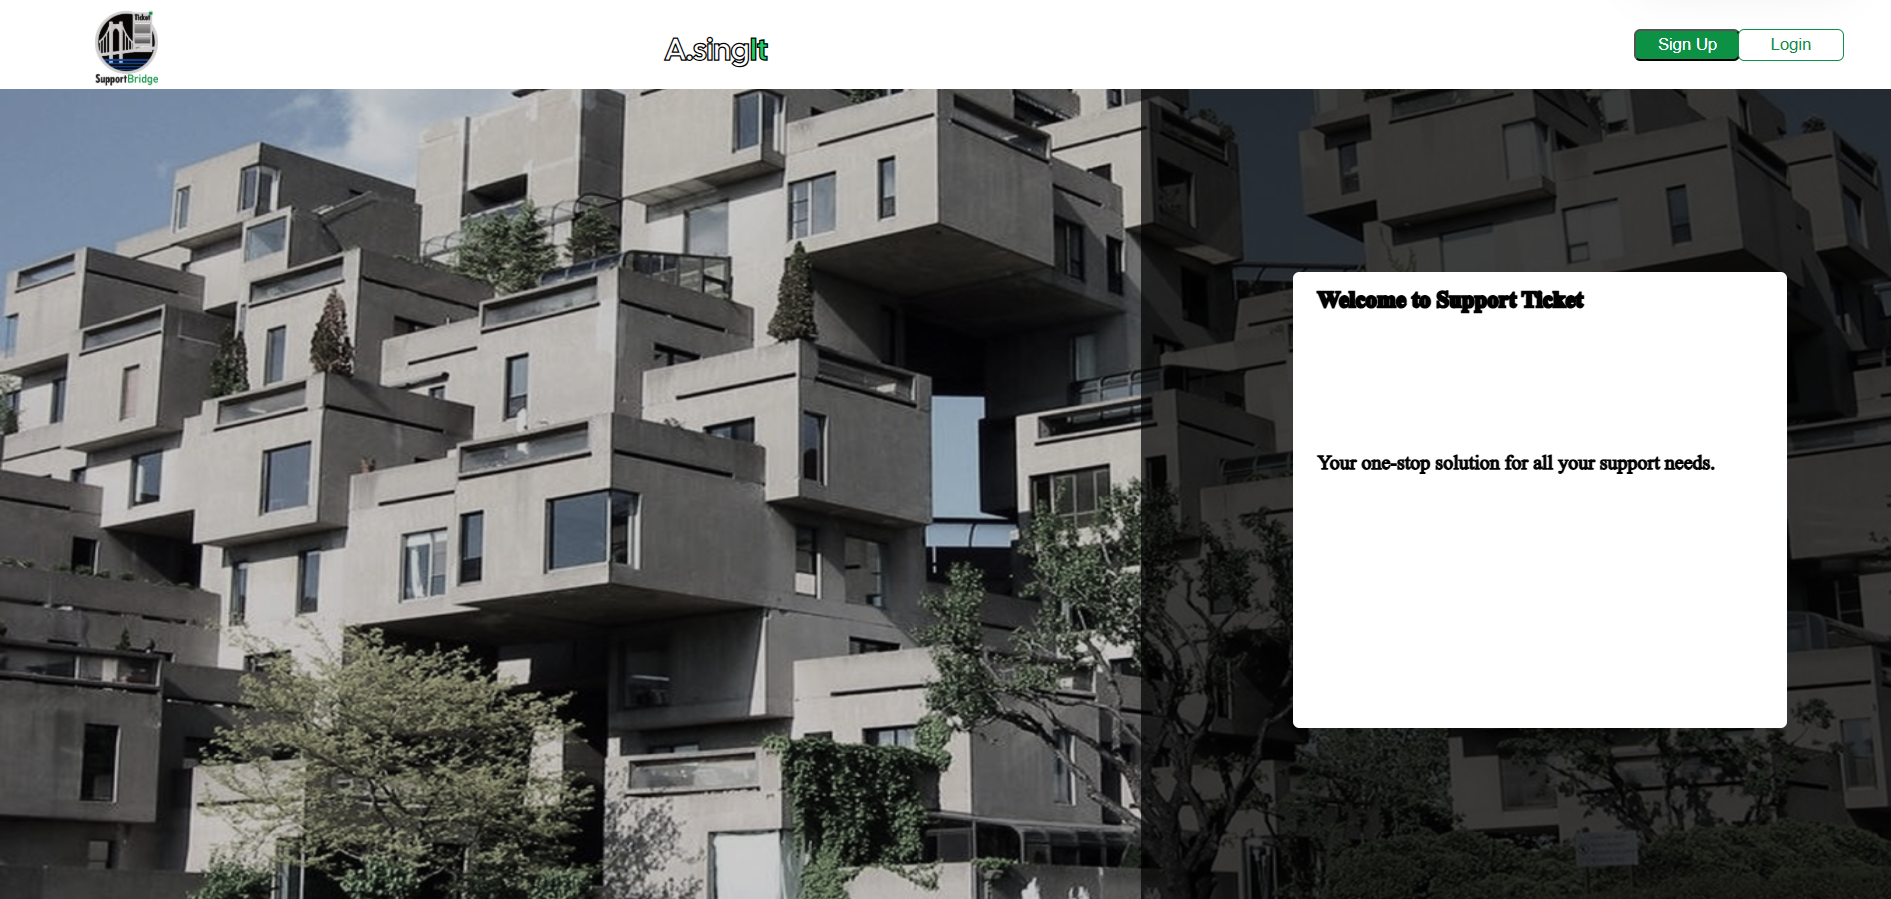 Ticket
SupportBridge
A.singIt
Sign Up
Login
Welcome to Support Ticket
Your one-stop solution for all your support needs.